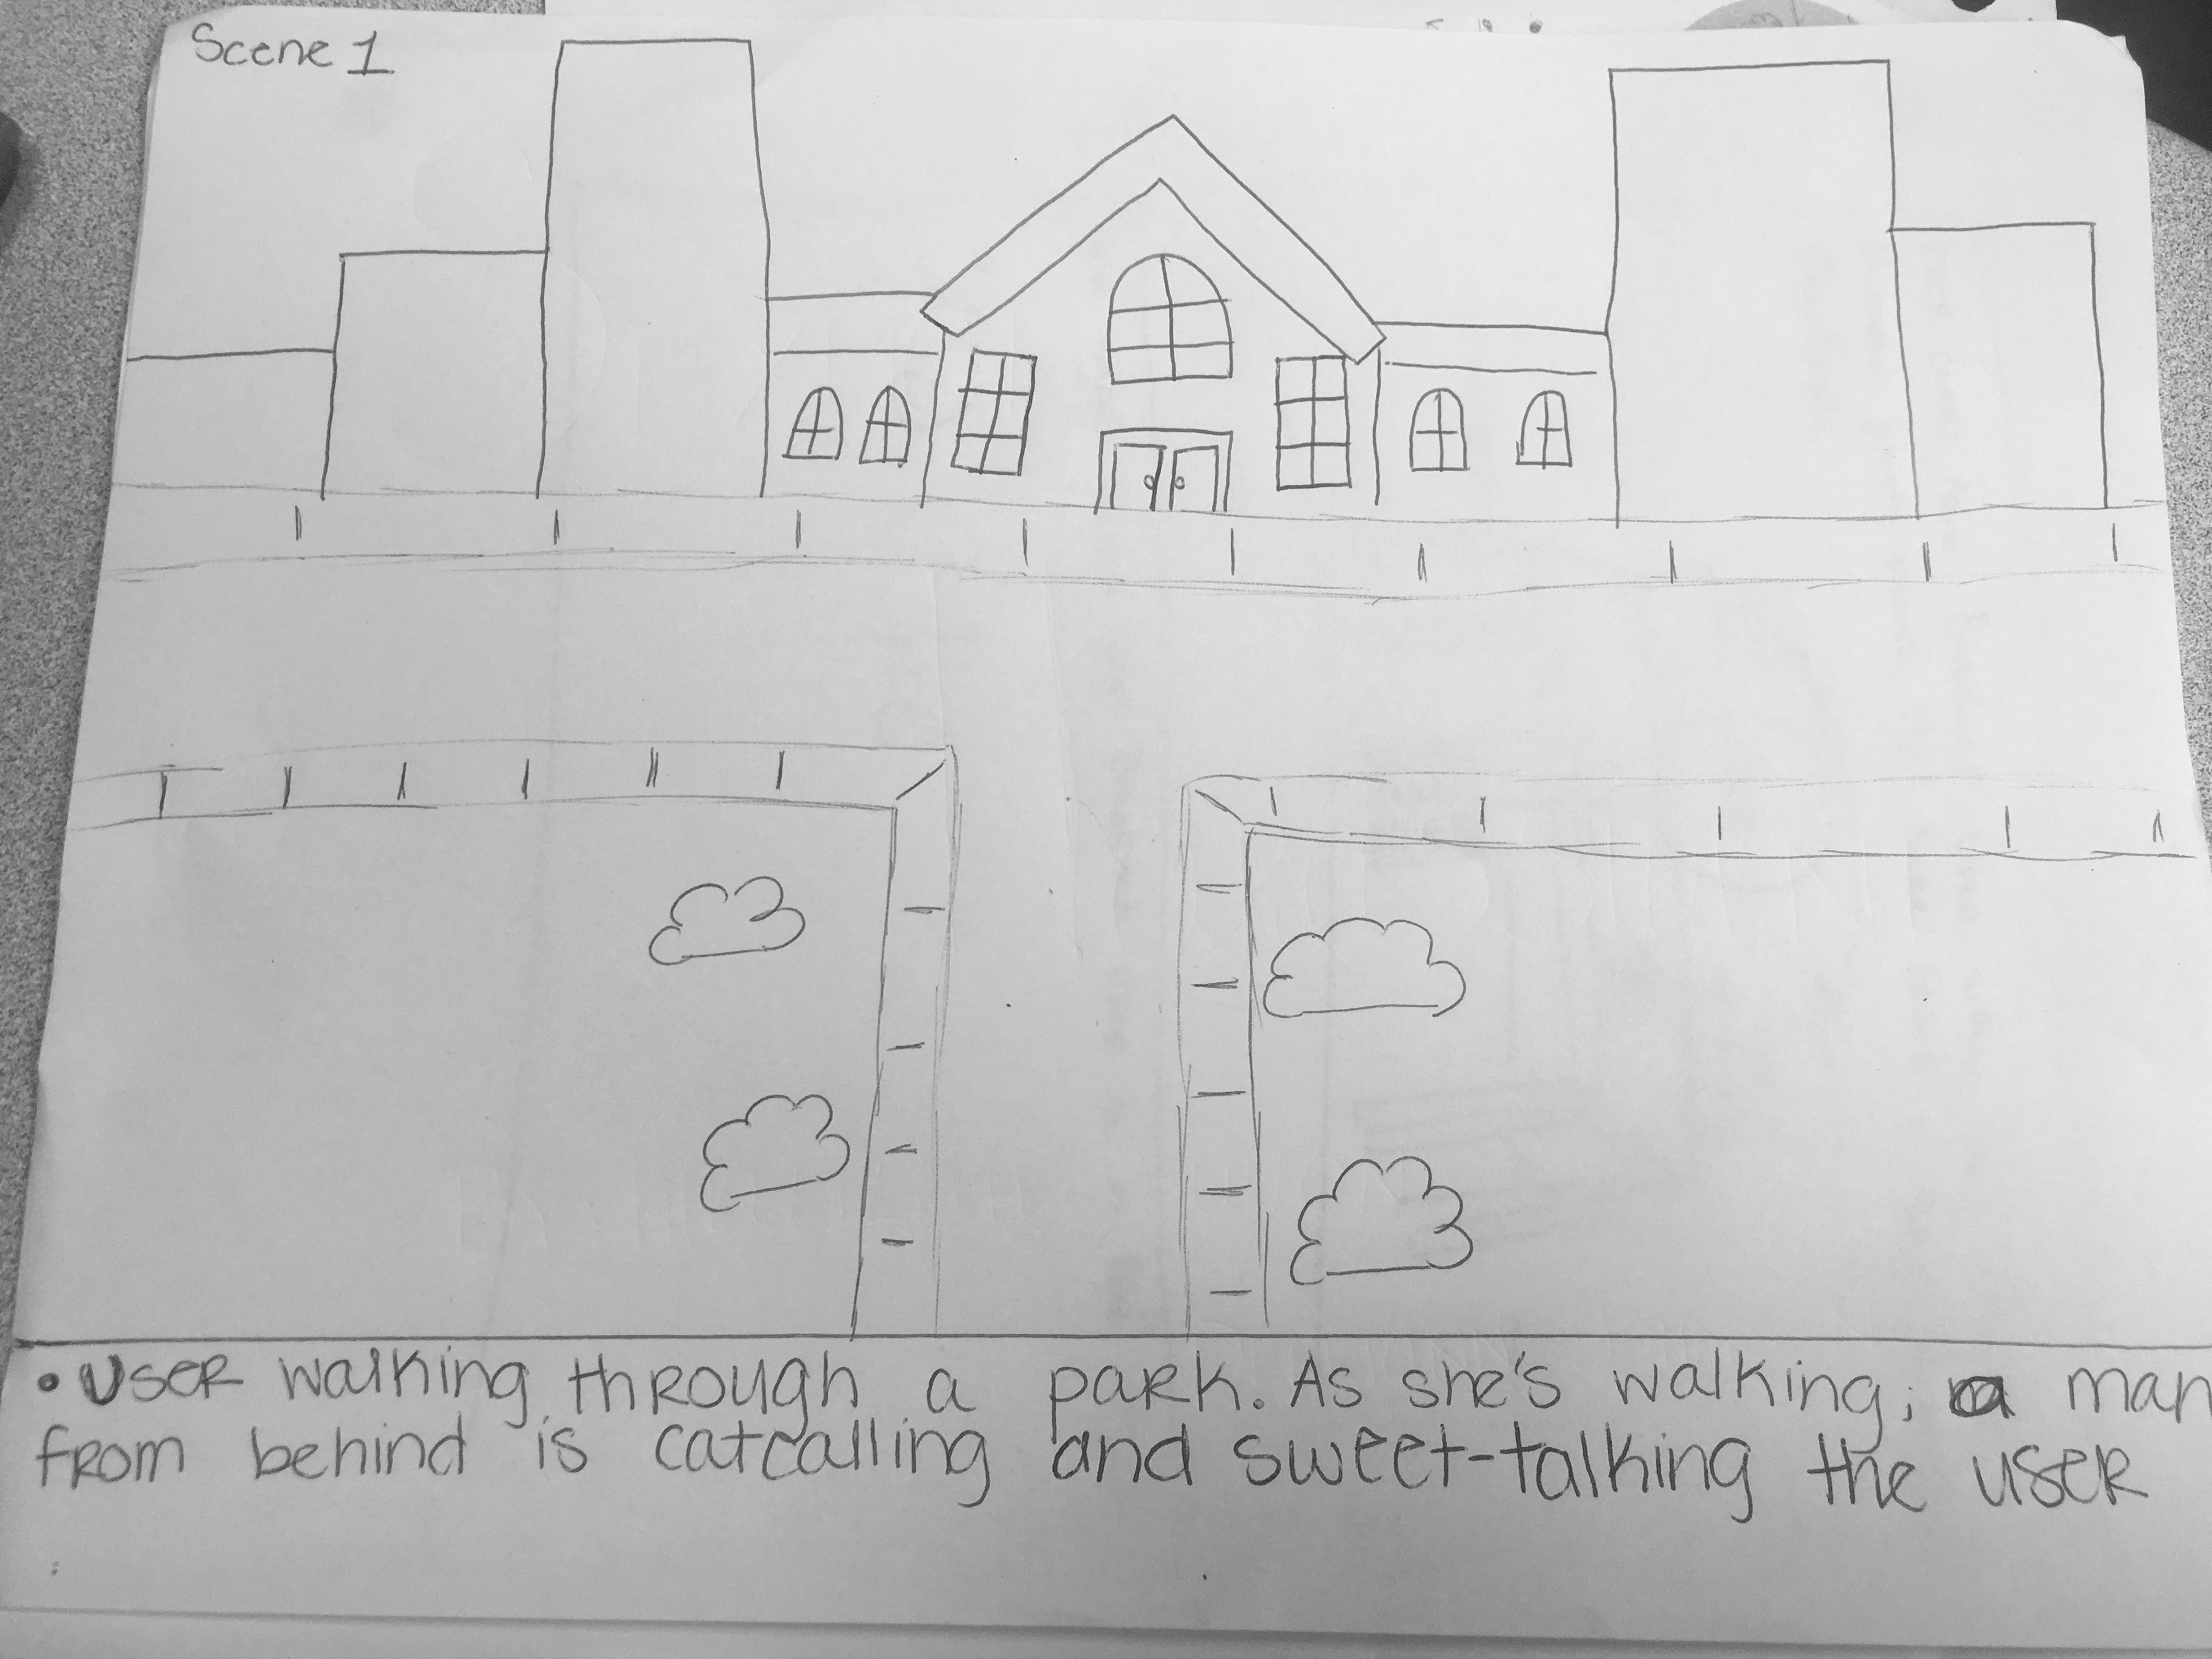 Scene 1
• User walking through a park. As she's walking, a man
from behind is catcalling and sweet-talking the user